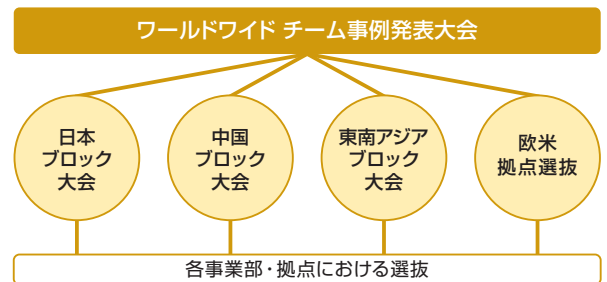 ワールドワイド チーム事例発表大会
日本
ブロック
大会
中国
ブロック
大会
東南アジア
ブロック
大会
欧米
拠点選抜
各事業部・拠点における選抜